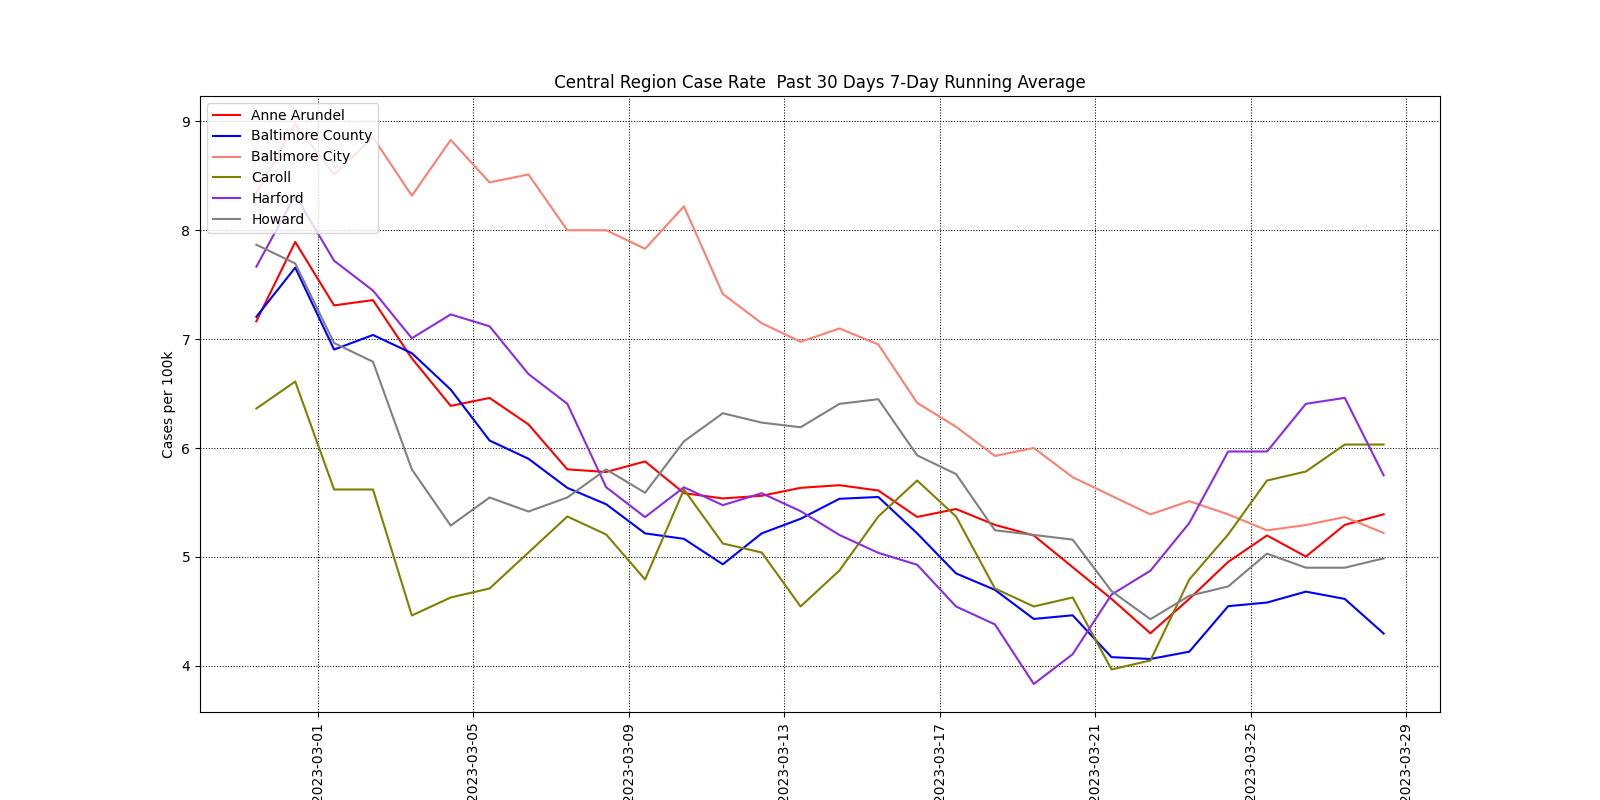 Central Region Case Rate  Past 30 Days 7-Day Running Average
Anne Arundel
Baltimore County
Baltimore City
Caroll
Harford
Howard
Cases per 100k
9
8
7
6
5
4
2023-03-01
2023-03-05
2023-03-09
2023-03-13
2023-03-17
2023-03-21
2023-03-25
2023-03-29